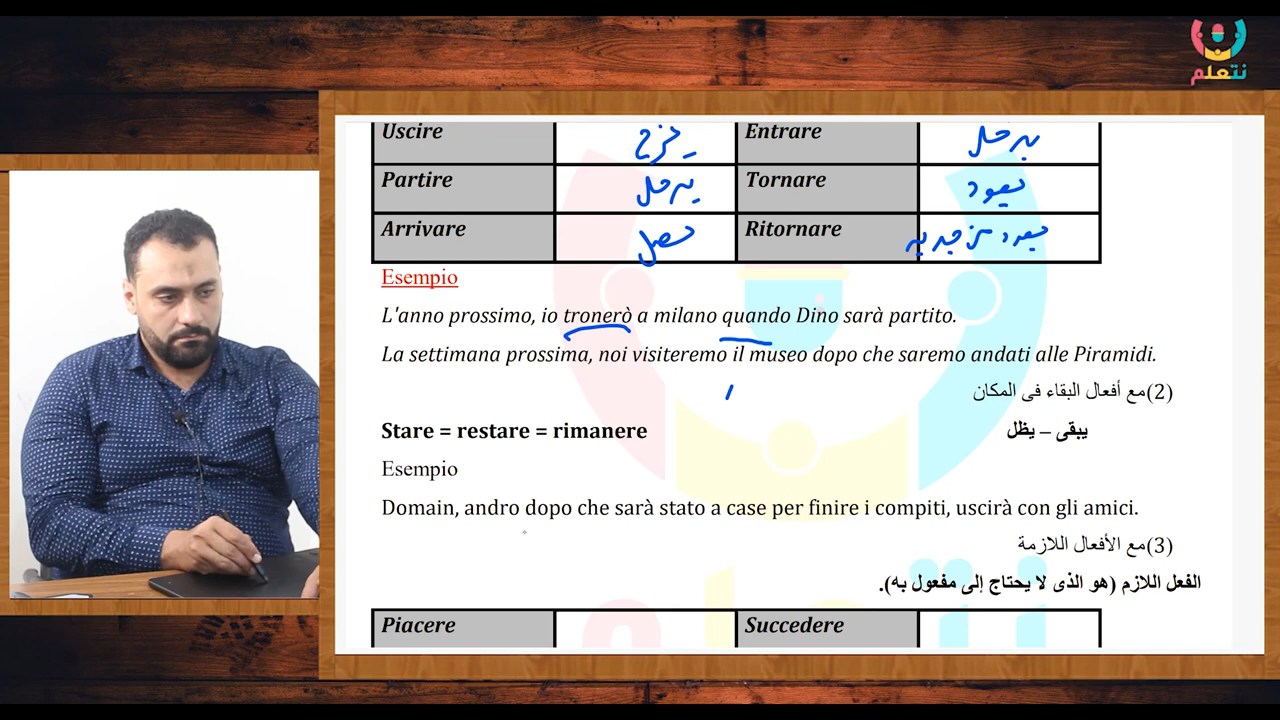 نتعلم
Uscire يخرج Entrare يدخل
Partire يرحل Tornare يعود
Arrivare يصل Ritornare يعود من جديد
Esempio
L'anno prossimo, io tronerò a milano quando Dino sarà partito.
La settimana prossima, noi visiteremo il museo dopo che saremo andati alle Piramidi.
(2)مع أفعال البقاء فى المكان
Stare = restare = rimanere يبقى – يظل
Esempio
Domain, andro dopo che sarà stato a case per finire i compiti, uscirà con gli amici.
(3)مع الأفعال اللازمة
الفعل اللازم (هو الذى لا يحتاج إلى مفعول به).
Piacere Succedere